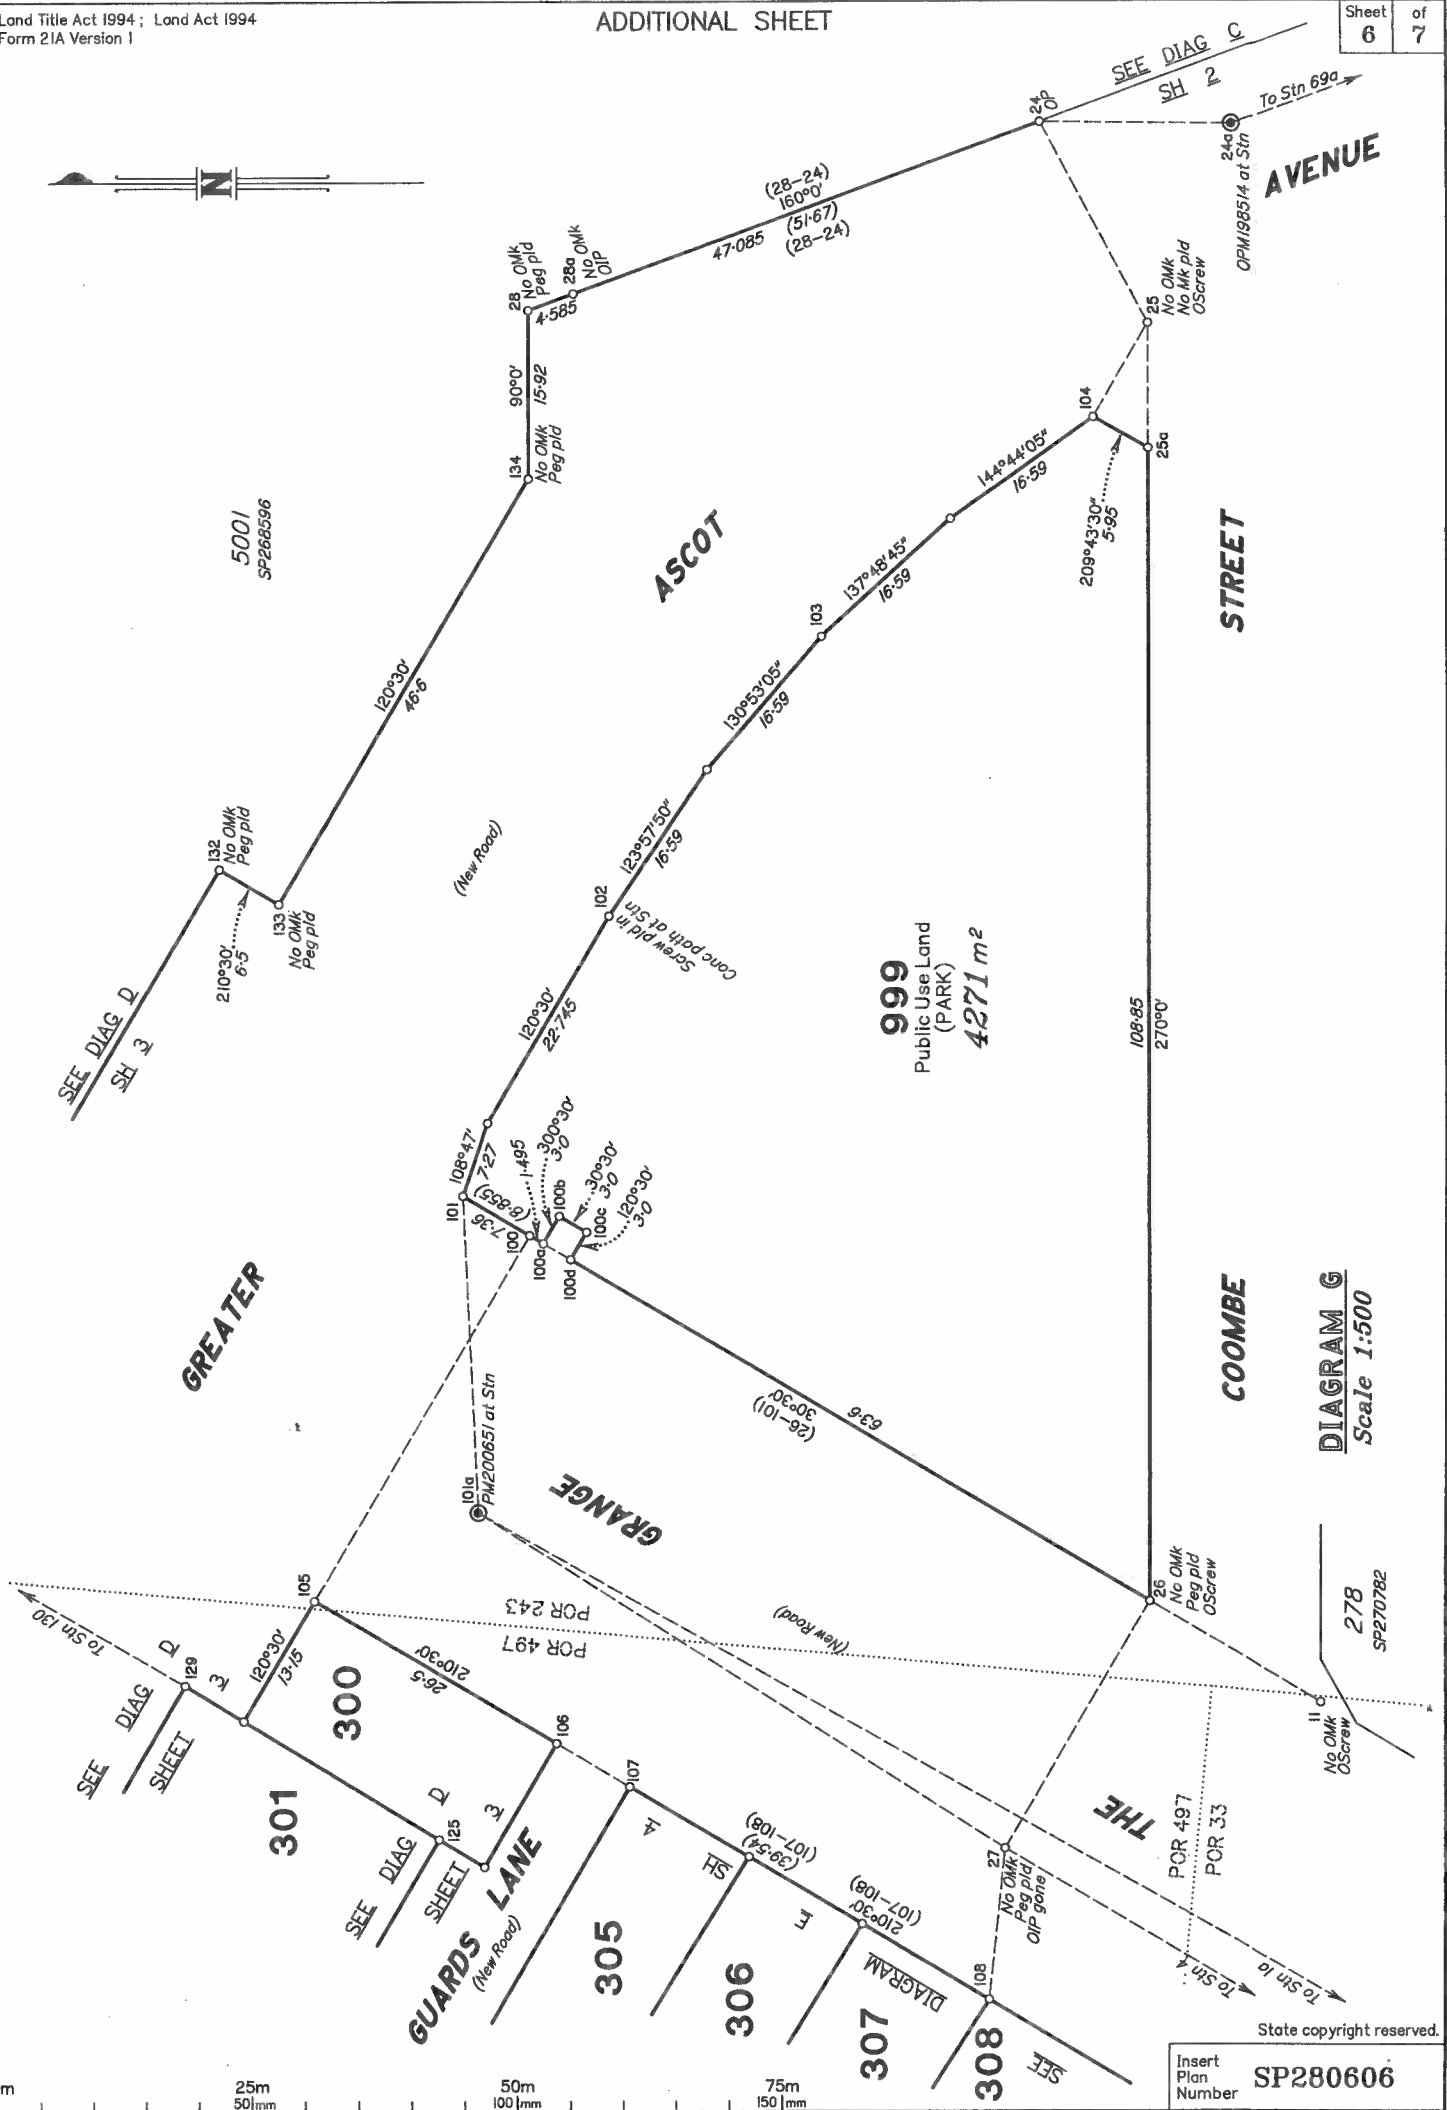 Land Title Act 1994 ; Land Act 1994
Form 21A Version 1
ADDITIONAL SHEET
Sheet
6
of
7
SEE DIAG C
SH 2
To Stn 69a
24
OP
24a
OPM198514 at Stn
AVENUE
N
(28-24)
160°0'
(51·67)
(28-24)
47·085
28
No OMk
Peg pld
28a
No OMk
OIP
4·585
25
No OMk
No Mk pld
OScrew
90°0'
15·92
134
No OMk
Peg pld
104
25a
144°44'05"
16·59
209°43'30"
5·95
5001
SP268596
ASCOT
STREET
137°48'45"
16·59
103
120°30'
46·6
130°53'05"
16·59
132
No OMk
Peg pld
210°30'
6·5
133
No OMk
Peg pld
(New Road)
123°57'50"
16·59
102
Screw pld in
Conc path at Stn
SEE DIAG D
SH 3
120°30'
22·745
999
Public Use Land
(PARK)
4271 m²
108·85
270°0'
108°47'
7·27
101
(8·855)
7·36
1·495
300°30'
3·0
100
100a
100b
30°30'
3·0
100c
120°30'
3·0
100d
GREATER
101a
PM200651 at Stn
(26-101)
30°30'
63·6
COOMBE
DIAGRAM G
Scale 1:500
GRANGE
To Stn 130
105
POR 243
POR 497
(New Road)
26
No OMk
Peg pld
OScrew
278
SP270782
129
SEE DIAG D
SHEET 3
120°30'
13·15
300
210°30'
26·5
106
107
11
No OMk
OScrew
301
125
SEE DIAG D
SHEET 3
GUARDS LANE
(New Road)
305
SH 4
(39·54)
(107-108)
THE
POR 497
POR 33
27
No OMk
Peg pld
OIP gone
306
210°30'
(107-108)
SEE DIAGRAM E
307
108
308
To Stn 4
To Stn 1a
State copyright reserved.
Insert
Plan
Number
SP280606
m
25m
50m
75m
50 mm
100 mm
150 mm